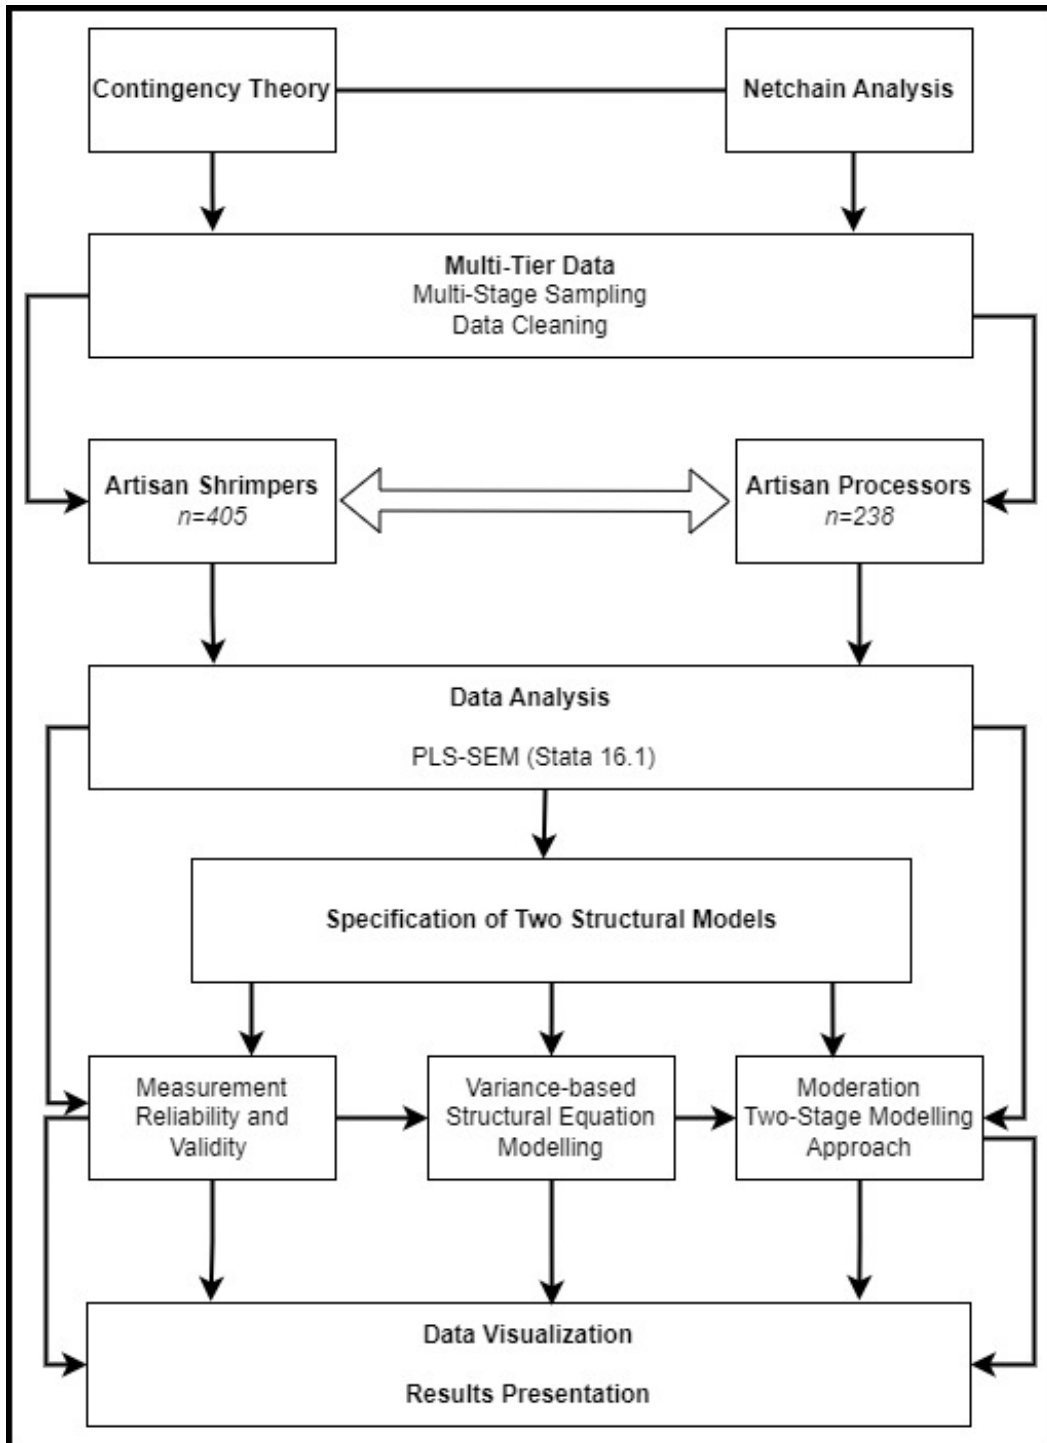 Contingency Theory
Netchain Analysis
Multi-Tier Data
Multi-Stage Sampling
Data Cleaning
Artisan Shrimpers
n=405
Artisan Processors
n=238
Data Analysis
PLS-SEM (Stata 16.1)
Specification of Two Structural Models
Measurement
Reliability and
Validity
Variance-based
Structural Equation
Modelling
Moderation
Two-Stage Modelling
Approach
Data Visualization
Results Presentation